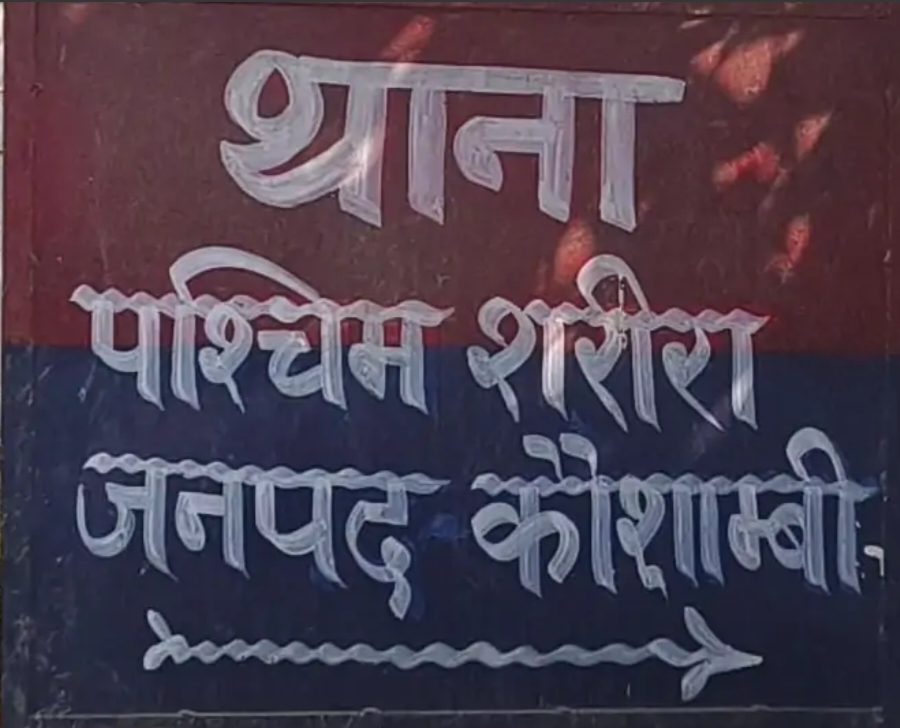 थाना
पश्चिम शरीरा
जनपद कौशाम्बी